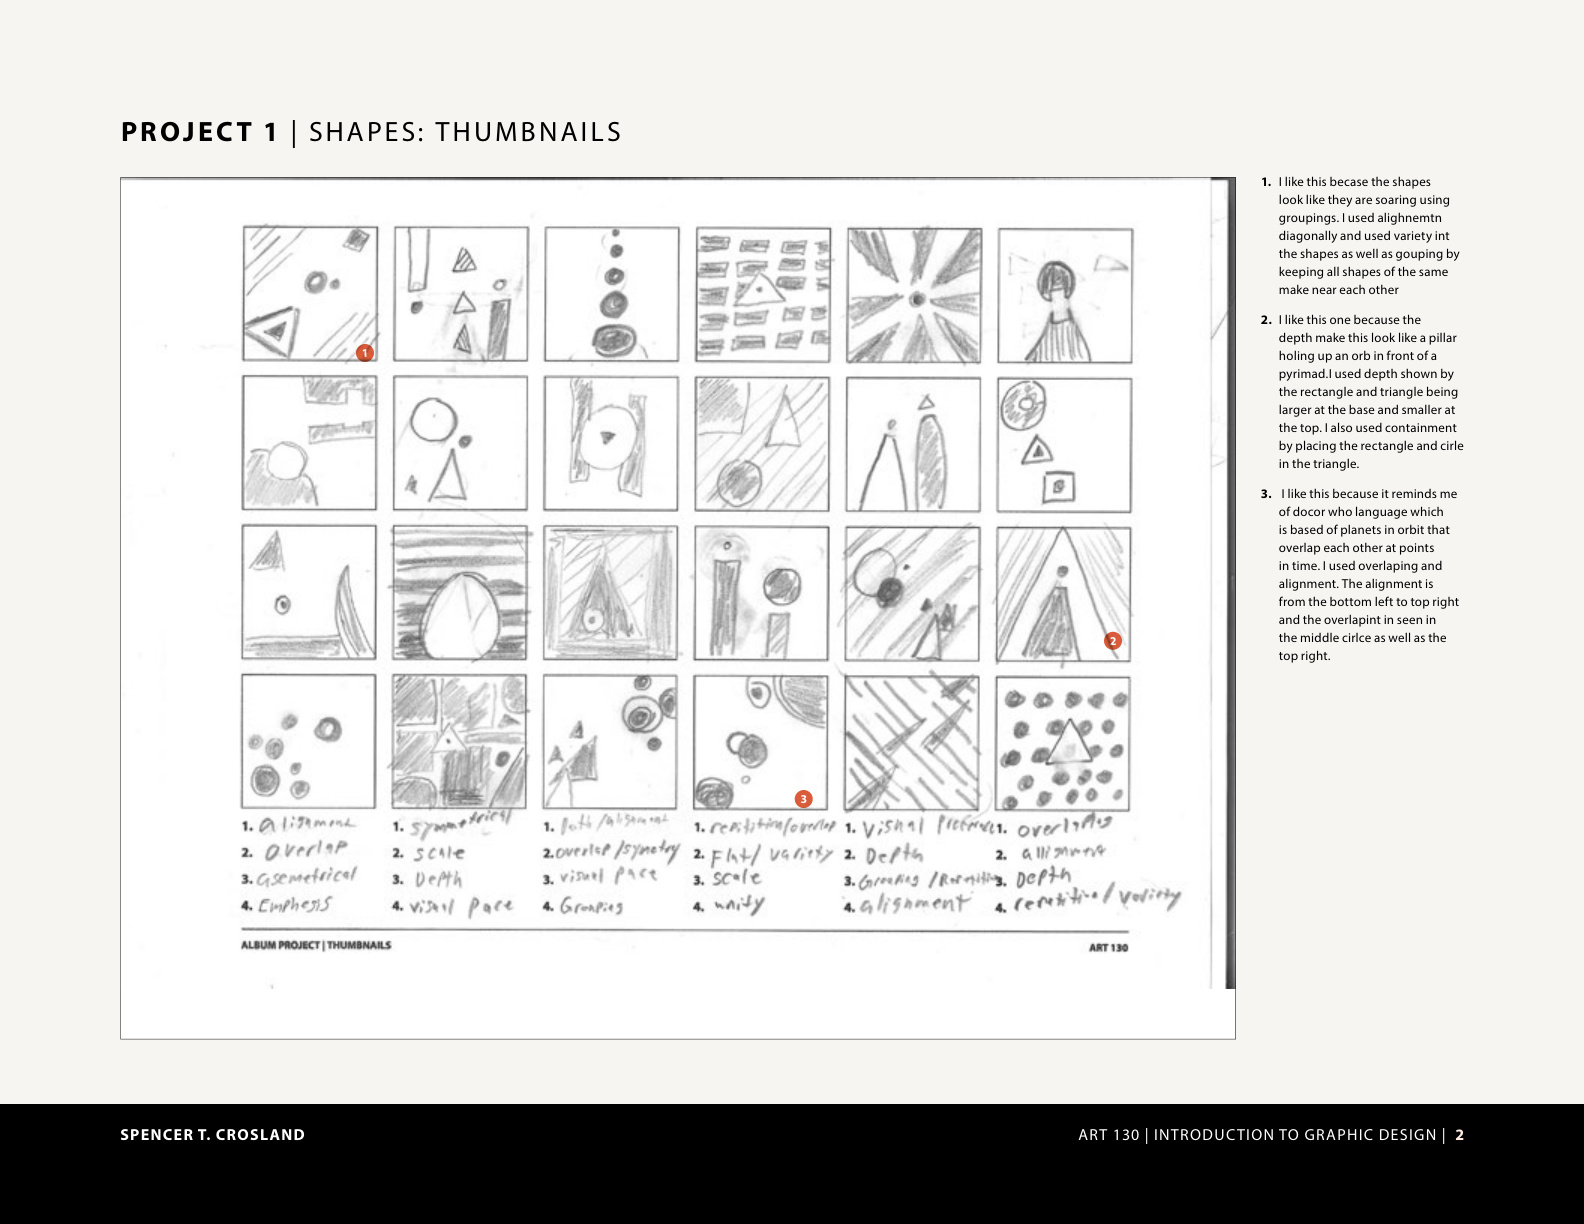 PROJECT 1 | SHAPES: THUMBNAILS
1
2
3
1. alignment
2. overlap
3. Asemetrical
4. Emphesis
1. Symmetrical
2. scale
3. Depth
4. visual pace
1. path/alignment
2. overlap /symetry
3. visual pace
4. Grouping
1. repitition/overlap
2. Flat/ variety
3. scale
4. unity
1. Visual
2. Depth
3. Grouping /
4. alignment
1. overlaping
2. allignment
3. Depth
4. repetition / variety
ALBUM PROJECT | THUMBNAILS
ART 130
1. I like this becase the shapes
look like they are soaring using
groupings. I used alighnemtn
diagonally and used variety int
the shapes as well as gouping by
keeping all shapes of the same
make near each other
2. I like this one because the
depth make this look like a pillar
holing up an orb in front of a
pyrimad.I used depth shown by
the rectangle and triangle being
larger at the base and smaller at
the top. I also used containment
by placing the rectangle and cirle
in the triangle.
3. I like this because it reminds me
of docor who language which
is based of planets in orbit that
overlap each other at points
in time. I used overlaping and
alignment. The alignment is
from the bottom left to top right
and the overlapint in seen in
the middle cirlce as well as the
top right.
SPENCER T. CROSLAND
ART 130 | INTRODUCTION TO GRAPHIC DESIGN | 2